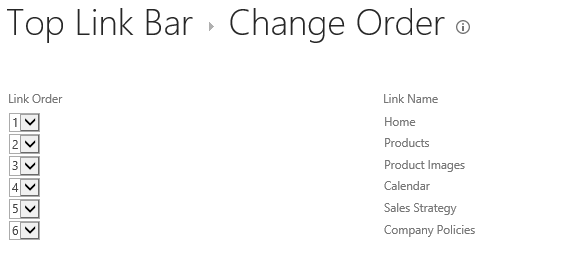 Top Link Bar ▸ Change Order
Link Order Link Name
1 Home
2 Products
3 Product Images
4 Calendar
5 Sales Strategy
6 Company Policies